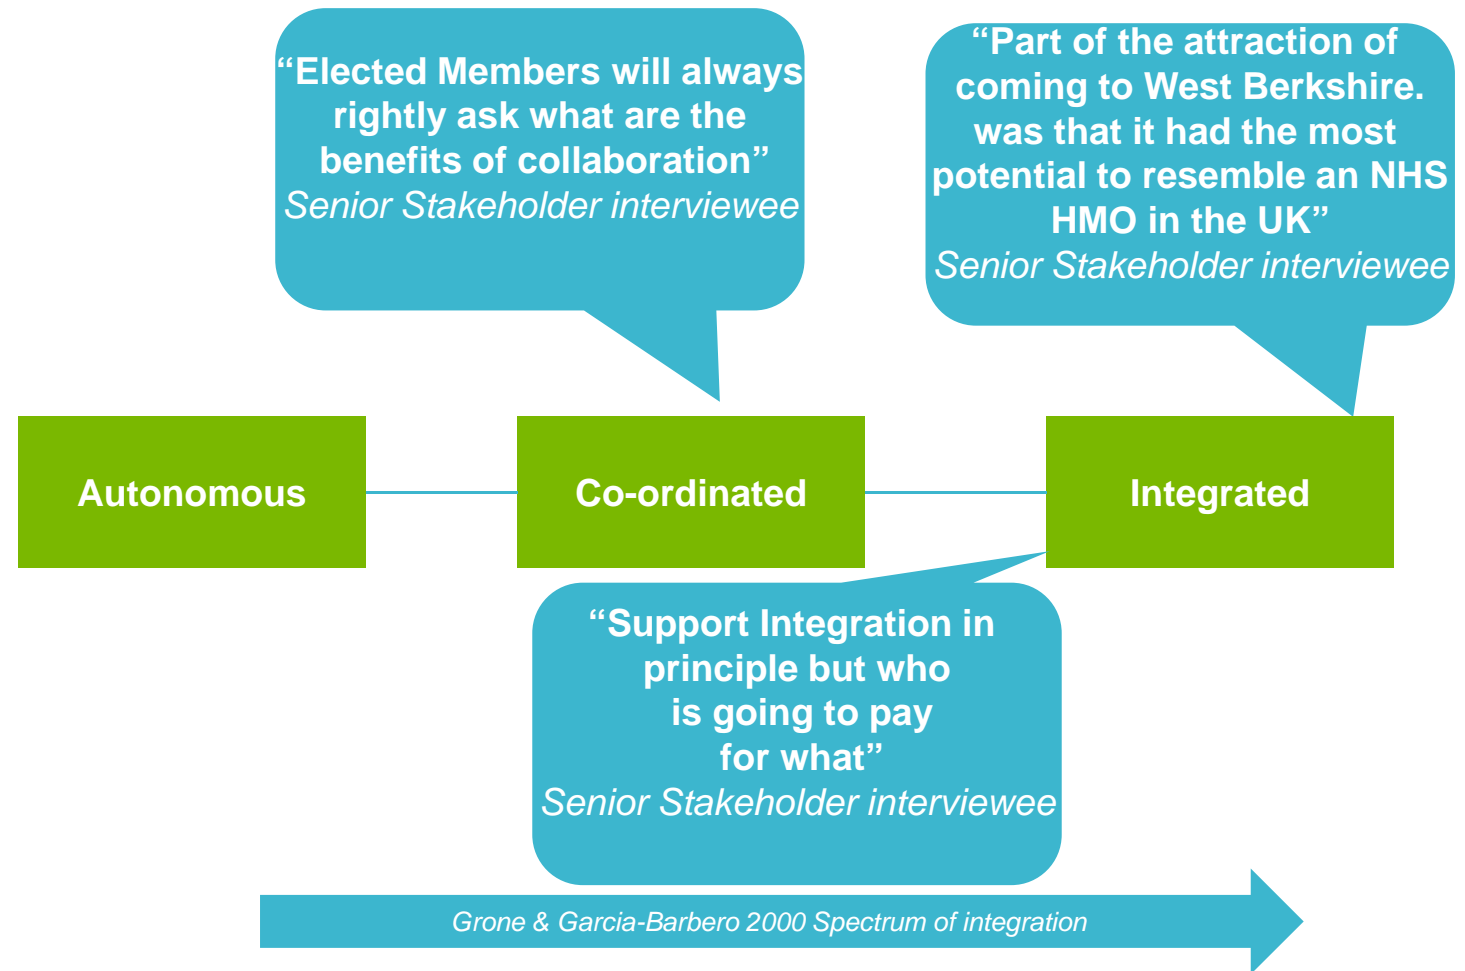 “Elected Members will always
rightly ask what are the
benefits of collaboration”
Senior Stakeholder interviewee
“Part of the attraction of
coming to West Berkshire.
was that it had the most
potential to resemble an NHS
HMO in the UK”
Senior Stakeholder interviewee
Autonomous
Co-ordinated
Integrated
“Support Integration in
principle but who
is going to pay
for what”
Senior Stakeholder interviewee
Grone & Garcia-Barbero 2000 Spectrum of integration